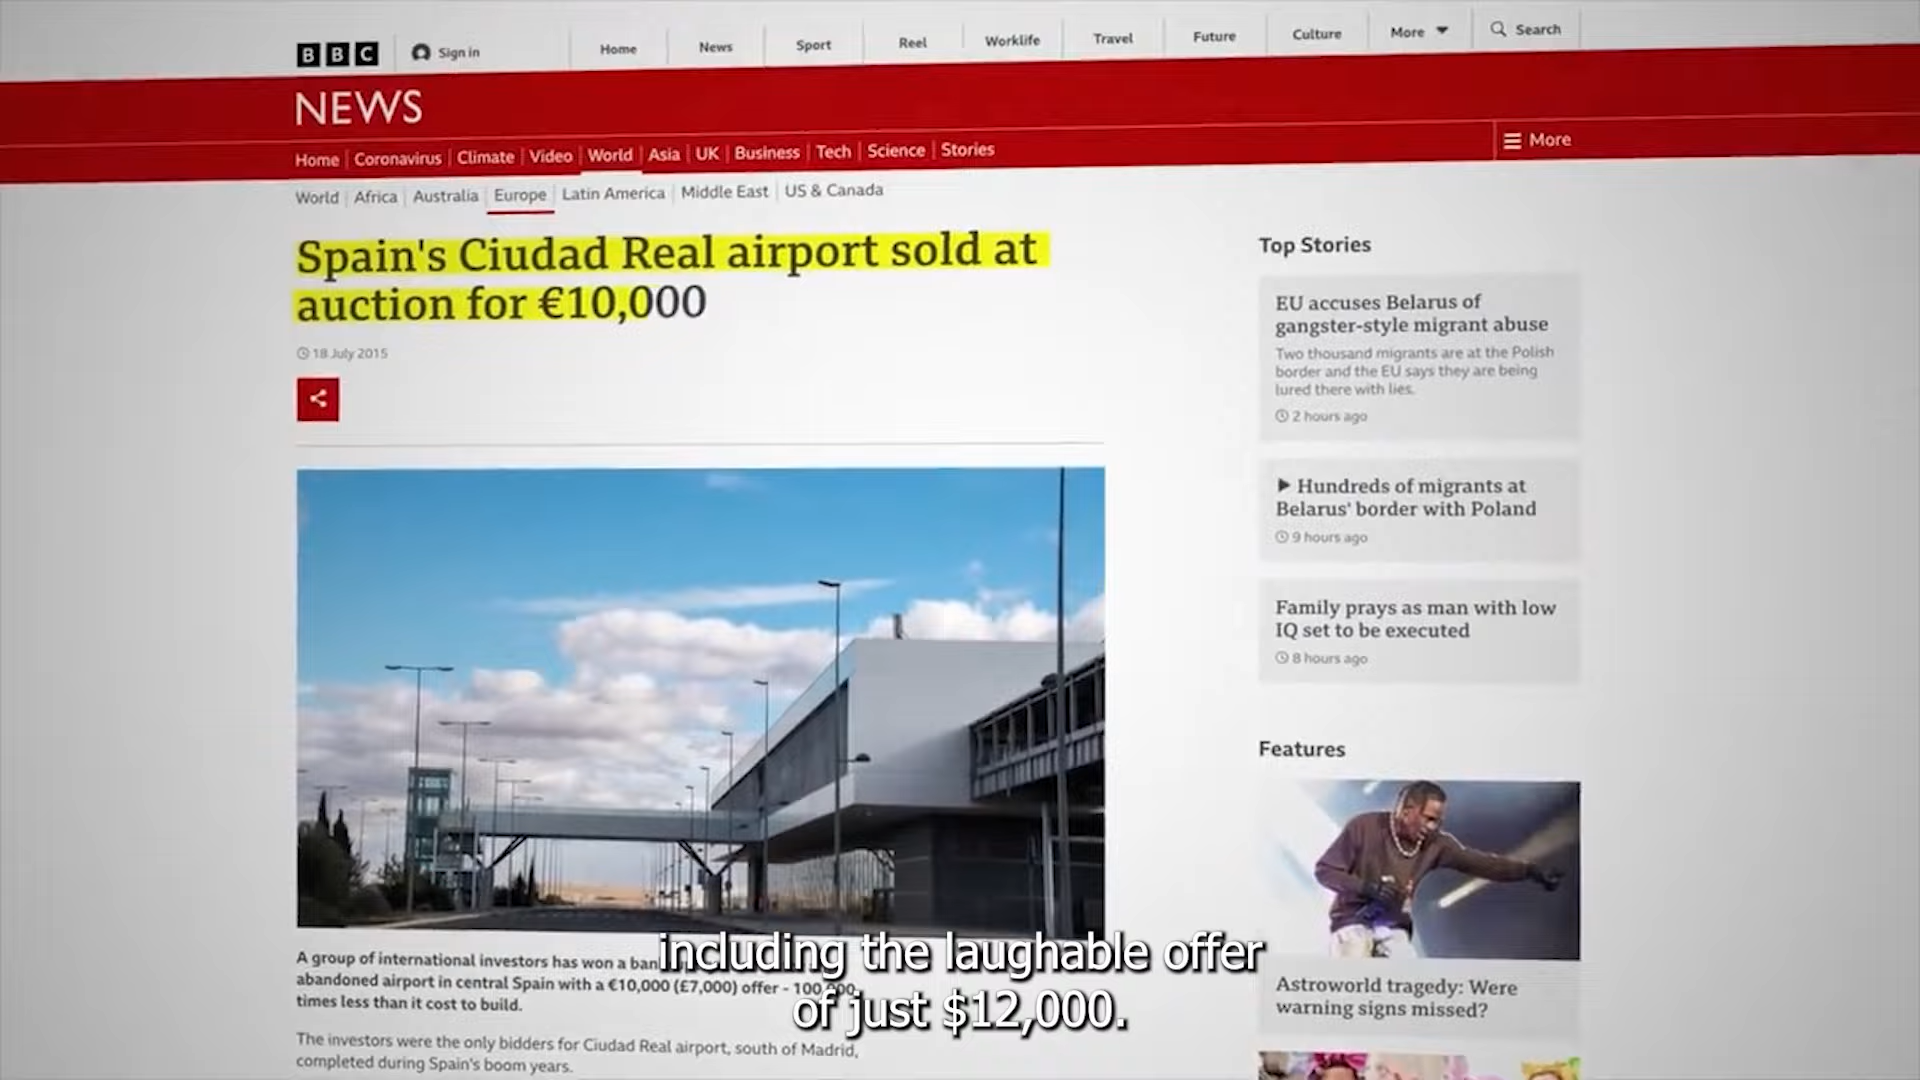 BBC
Sign in
Home
News
Sport
Reel
Worklife
Travel
Future
Culture
More
Search
NEWS
Home
Coronavirus
Climate
Video
World
Asia
UK
Business
Tech
Science
Stories
More
World
Africa
Australia
Europe
Latin America
Middle East
US & Canada
Spain's Ciudad Real airport sold at
auction for €10,000
18 July 2015
A group of international investors has won a ban
abandoned airport in central Spain with a €10,000 (£7,000) offer - 100,000
times less than it cost to build.
The investors were the only bidders for Ciudad Real airport, south of Madrid,
completed during Spain's boom years.
Top Stories
EU accuses Belarus of
gangster-style migrant abuse
Two thousand migrants are at the Polish
border and the EU says they are being
lured there with lies.
2 hours ago
Hundreds of migrants at
Belarus' border with Poland
9 hours ago
Family prays as man with low
IQ set to be executed
8 hours ago
Features
Astroworld tragedy: Were
warning signs missed?
including the laughable offer
of just $12,000.